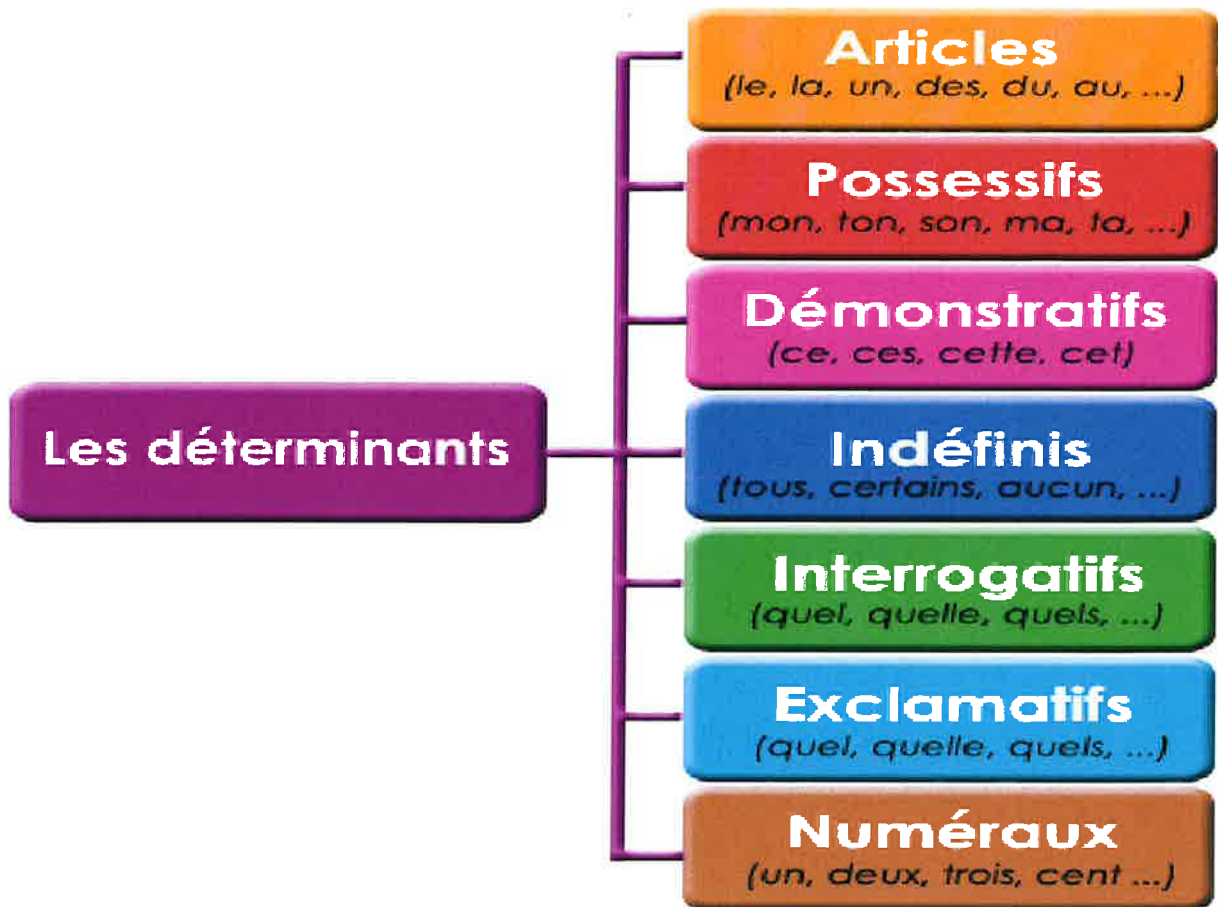 Les déterminants
Articles
(le, la, un, des, du, au, ...)
Possessifs
(mon, ton, son, ma, ta, ...)
Démonstratifs
(ce, ces, cette, cet)
Indéfinis
(tous, certains, aucun, ...)
Interrogatifs
(quel, quelle, quels, ...)
Exclamatifs
(quel, quelle, quels, ...)
Numéraux
(un, deux, trois, cent ...)